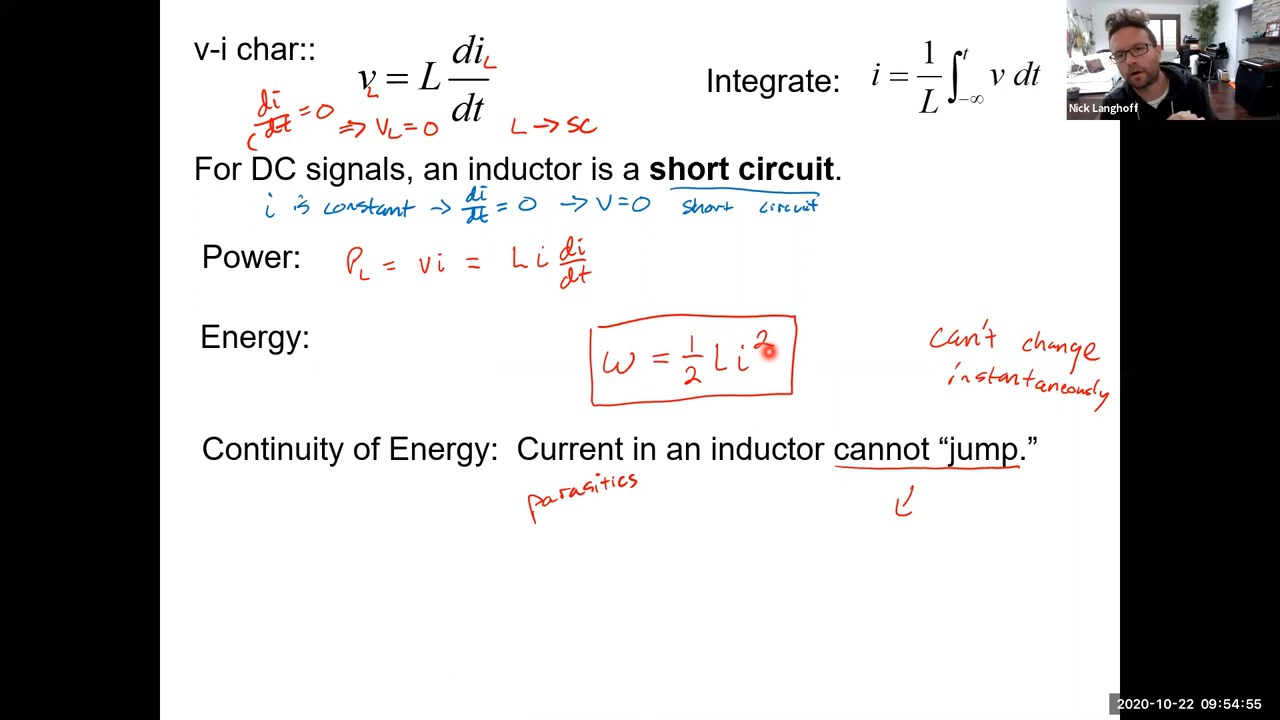 v-i char::
v_L = L di_L/dt
Integrate: i = 1/L ∫_{-∞}^{t} v dt
Nick Langhoff
di/dt = 0 ⇒ V_L = 0 L → SC
For DC signals, an inductor is a short circuit.
i is constant → di/dt = 0 → V = 0 short circuit
Power: P_L = vi = L i di/dt
Energy: w = 1/2 L i^2
can't change
instantaneously
Continuity of Energy: Current in an inductor cannot “jump.”
parasitics
2020-10-22 09:54:55